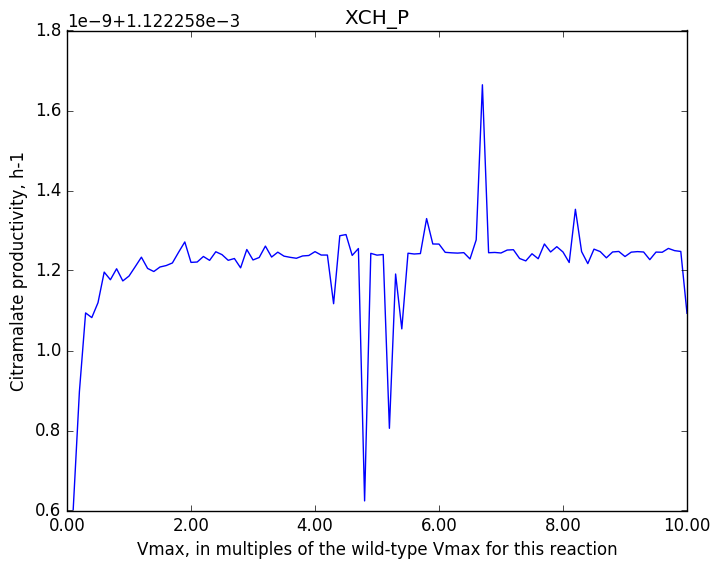 XCH_P
1e−9+1.122258e−3
1.8
1.6
1.4
1.2
1.0
0.8
0.6
0.00 2.00 4.00 6.00 8.00 10.00
Citramalate productivity, h-1
Vmax, in multiples of the wild-type Vmax for this reaction